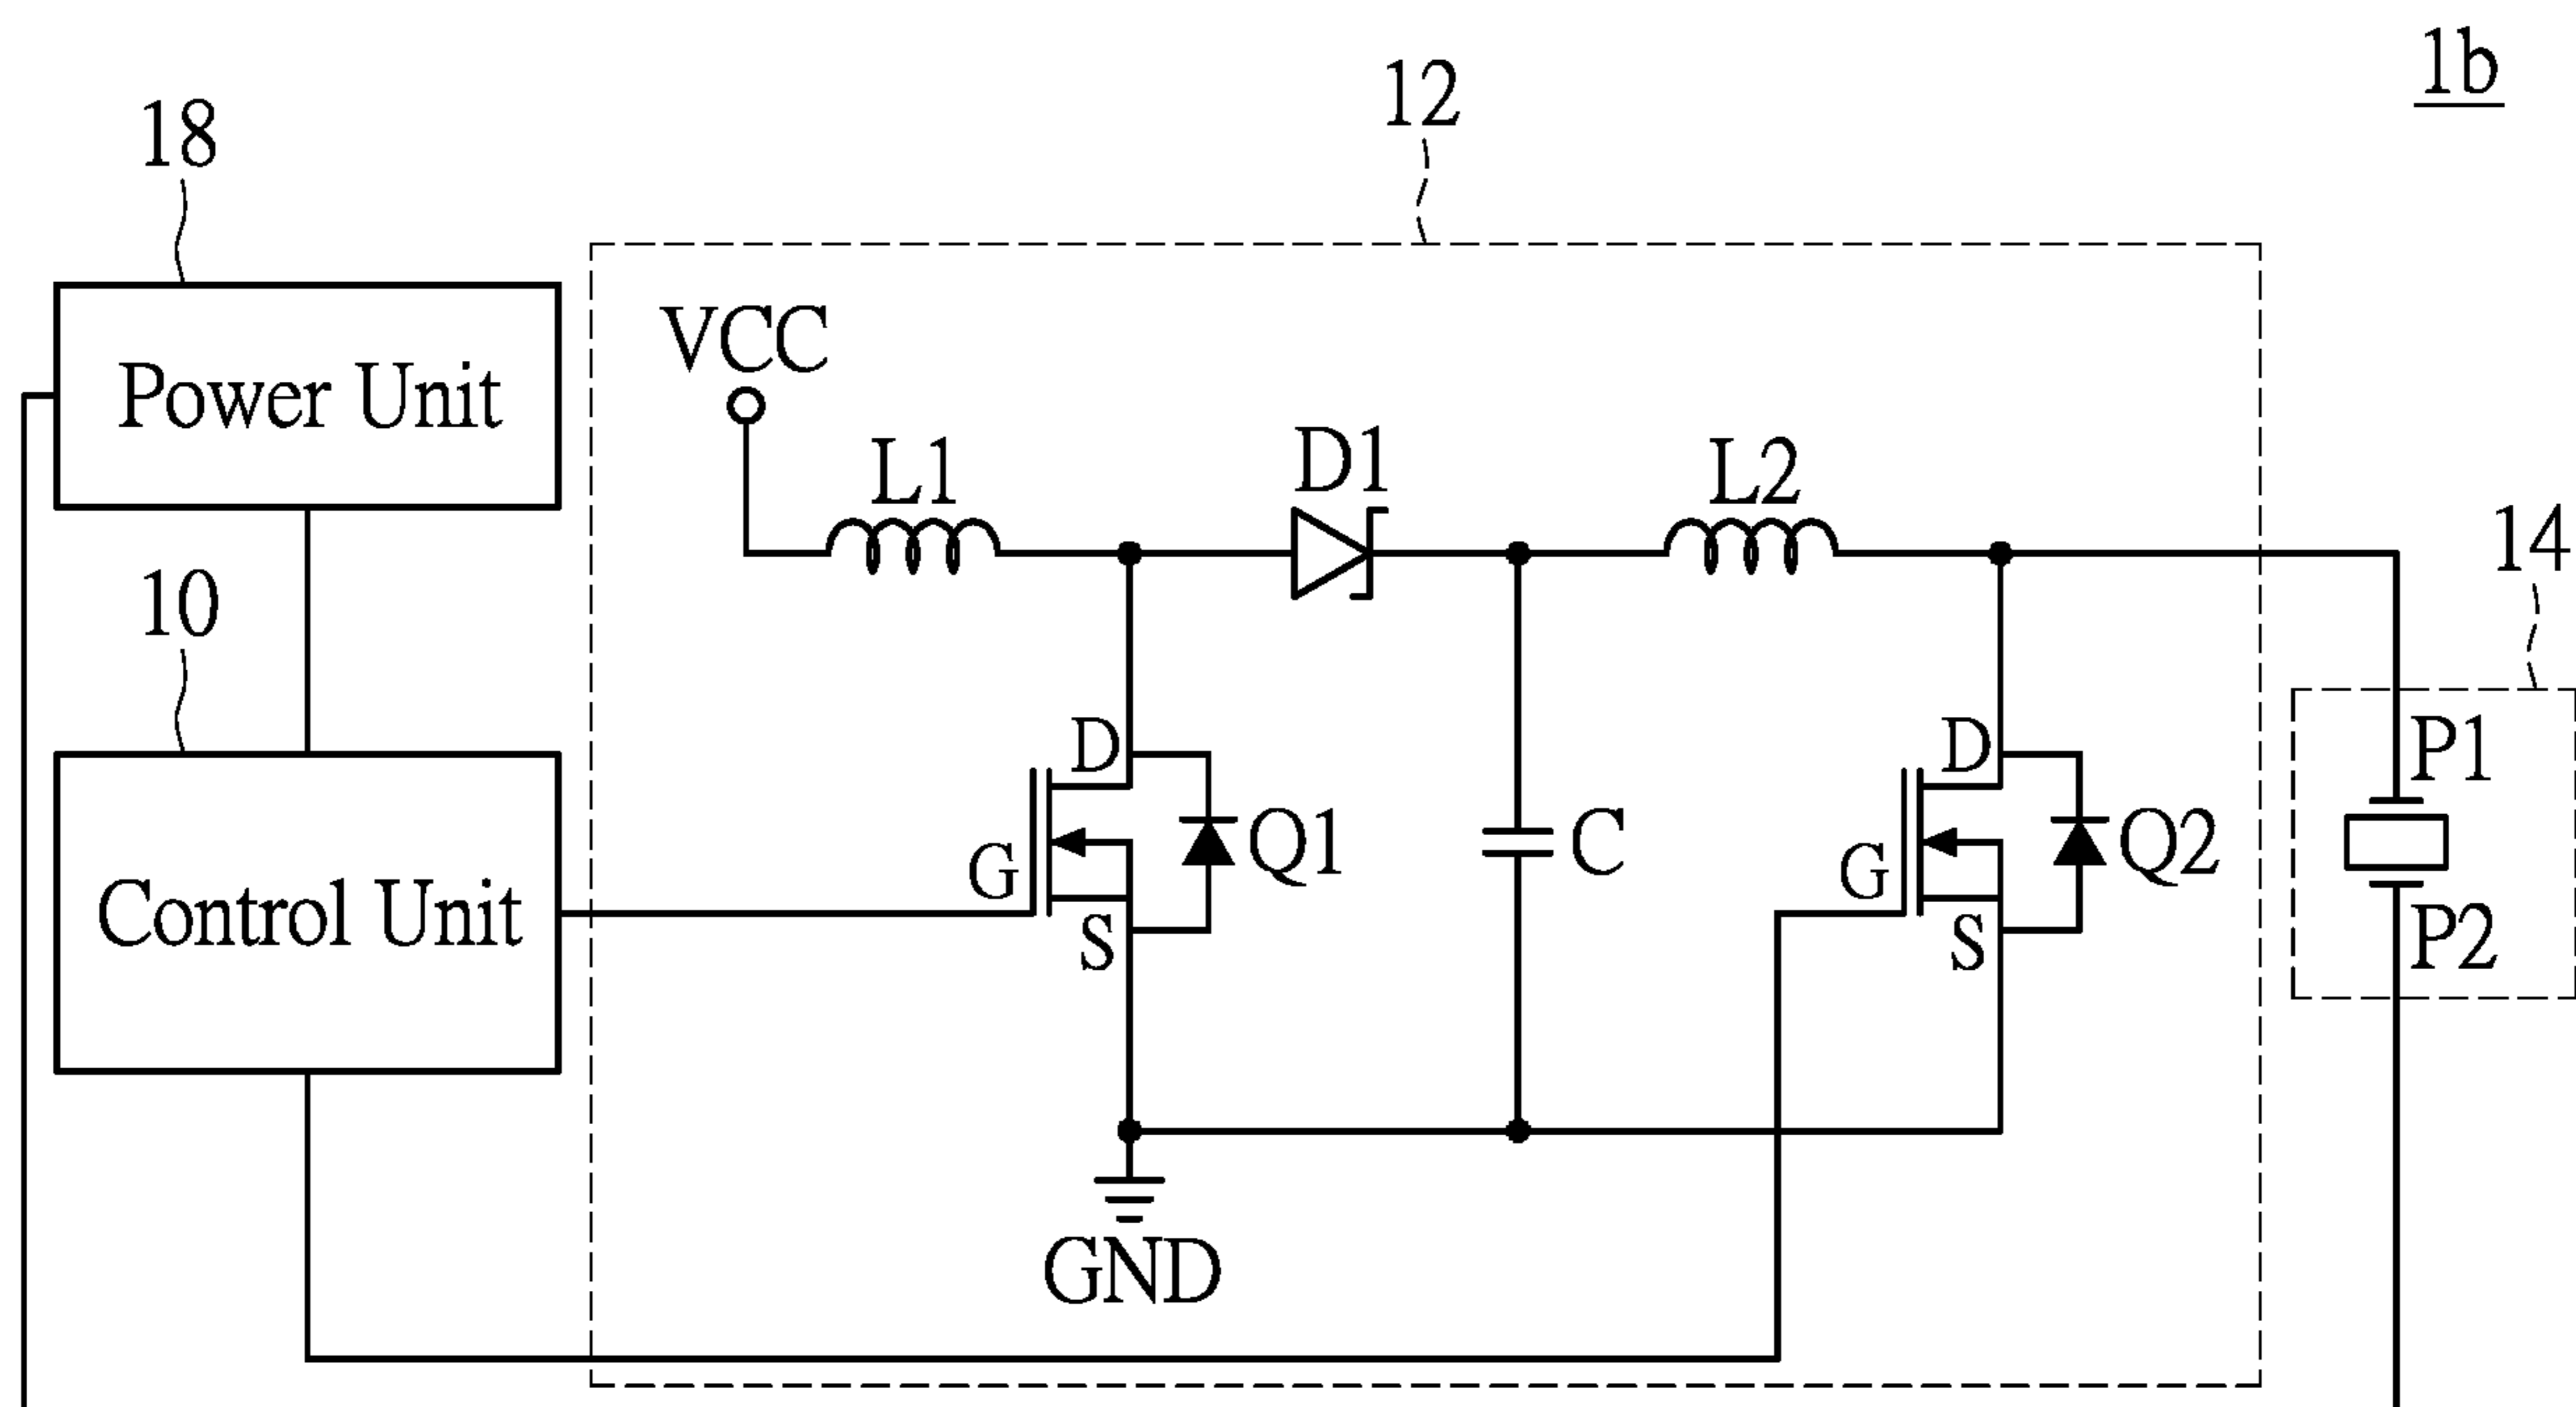 1b
12
18
Power Unit
VCC
L1
D1
L2
14
10
Control Unit
D
G
S
Q1
C
D
G
S
Q2
P1
P2
GND